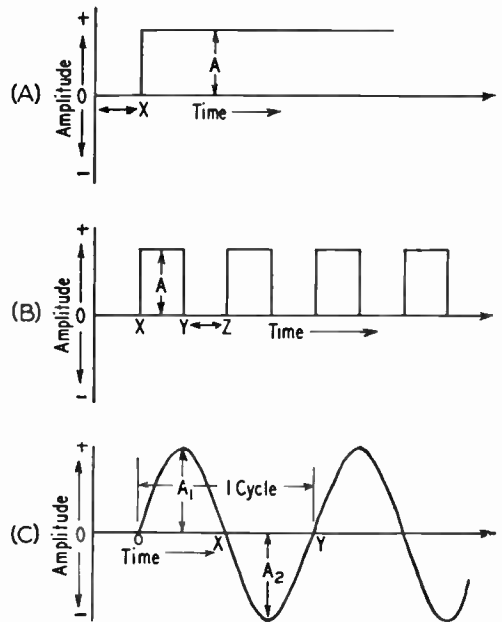 +
(A)
Amplitude
0
A
X
Time
−
+
(B)
Amplitude
0
A
X Y Z
Time
−
+
(C)
Amplitude
0
A₁
1 Cycle
0
Time
X
Y
A₂
−